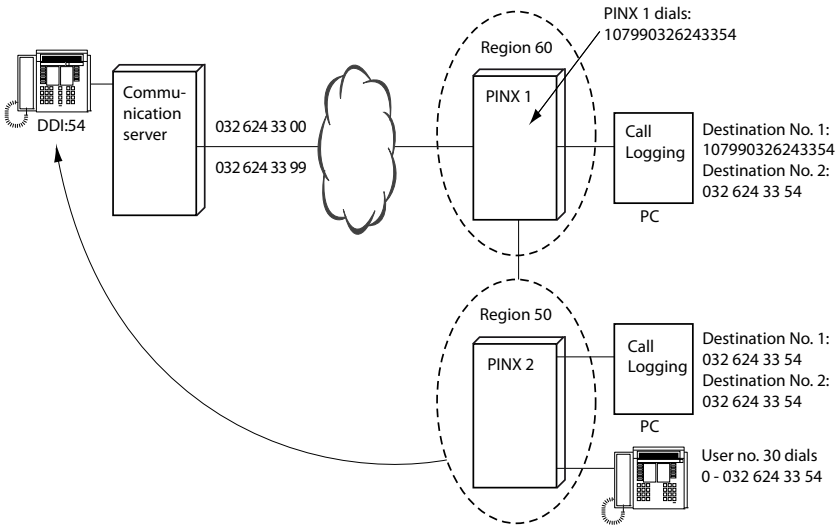 PINX 1 dials:
107990326243354
Region 60
PINX 1
Commu-
nication
server
DDI:54
032 624 33 00
032 624 33 99
Call
Logging
PC
Destination No. 1:
107990326243354
Destination No. 2:
032 624 33 54
Region 50
PINX 2
Call
Logging
PC
Destination No. 1:
032 624 33 54
Destination No. 2:
032 624 33 54
User no. 30 dials
0 - 032 624 33 54